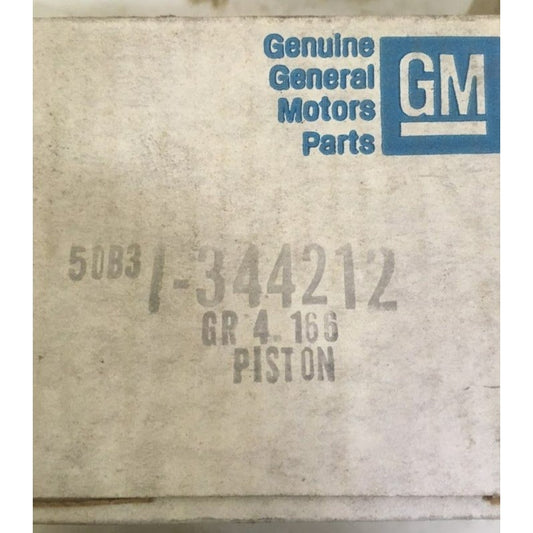 Genuine
General
Motors
Parts
GM
50B3 1-344212
GR 4.166
PISTON